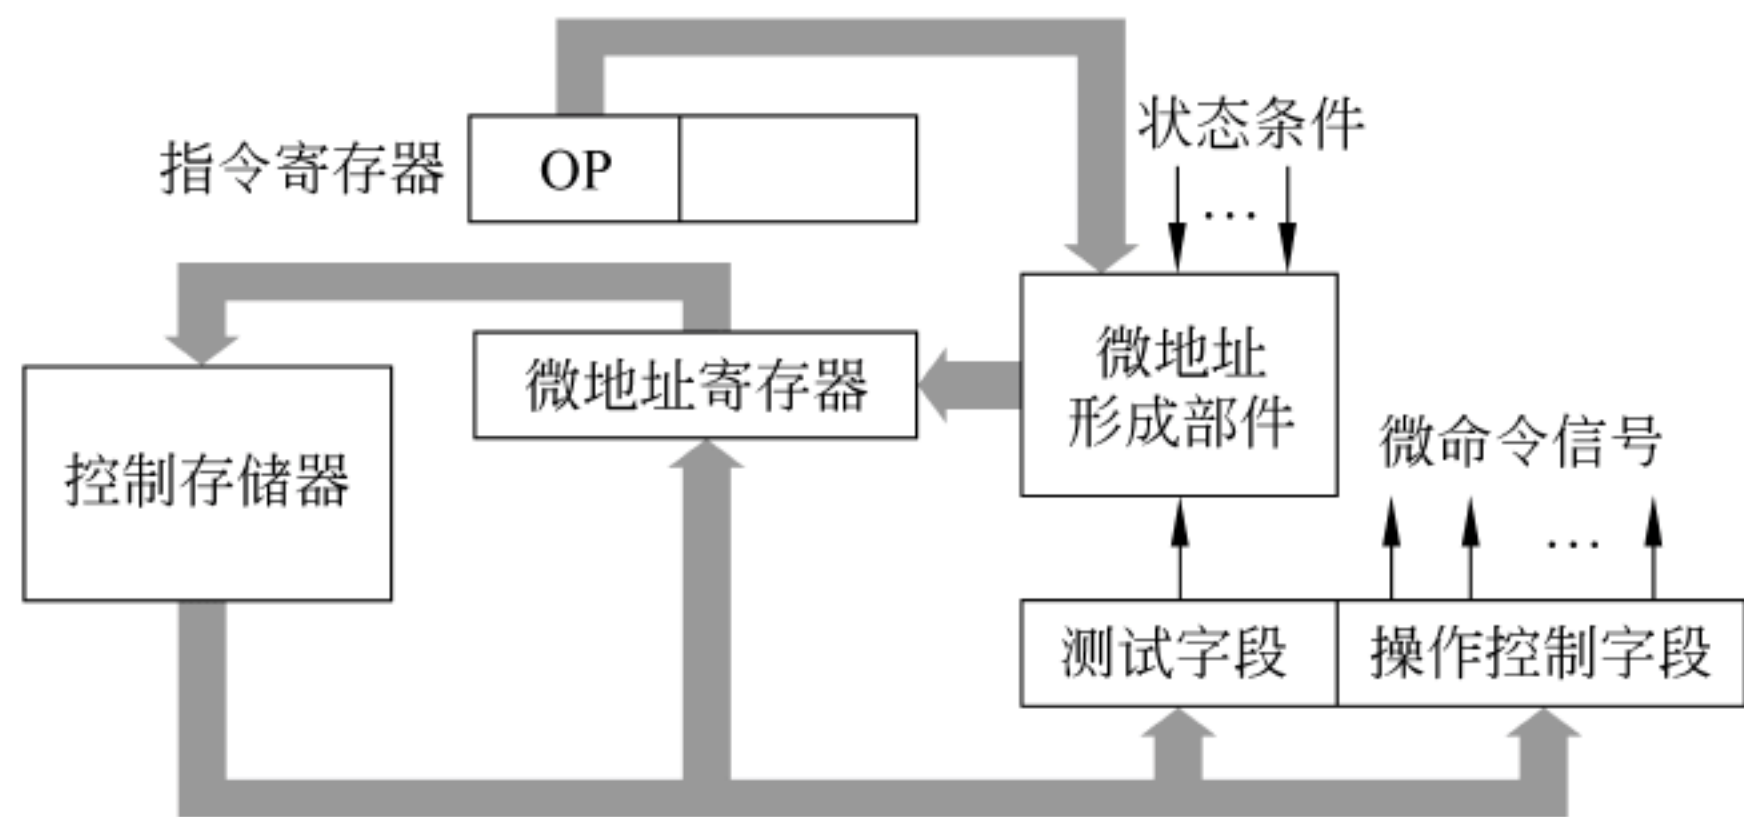 状态条件
…
指令寄存器
OP
微地址
形成部件
微地址寄存器
微命令信号
…
控制存储器
测试字段
操作控制字段